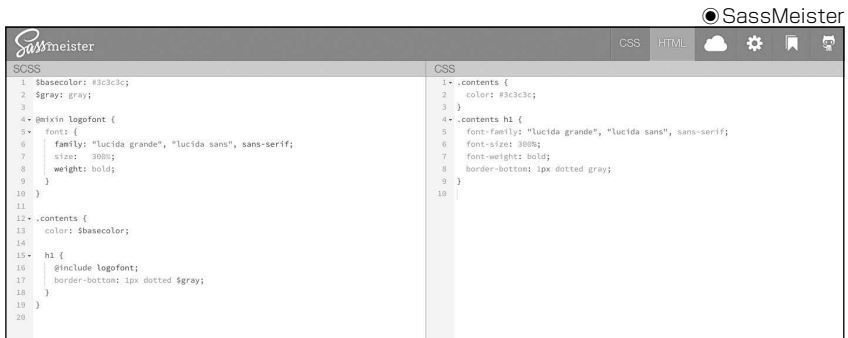 ◉SassMeister
Sassmeister
CSS HTML
SCSS
1 $basecolor: #3c3c3c;
2 $gray: gray;
3
4 @mixin logofont {
5 font: {
6 family: "lucida grande", "lucida sans", sans-serif;
7 size: 300%;
8 weight: bold;
9 }
10 }
11
12 .contents {
13 color: $basecolor;
14
15 h1 {
16 @include logofont;
17 border-bottom: 1px dotted $gray;
18 }
19 }
20
CSS
1 .contents {
2 color: #3c3c3c;
3 }
4 .contents h1 {
5 font-family: "lucida grande", "lucida sans", sans-serif;
6 font-size: 300%;
7 font-weight: bold;
8 border-bottom: 1px dotted gray;
9 }
10